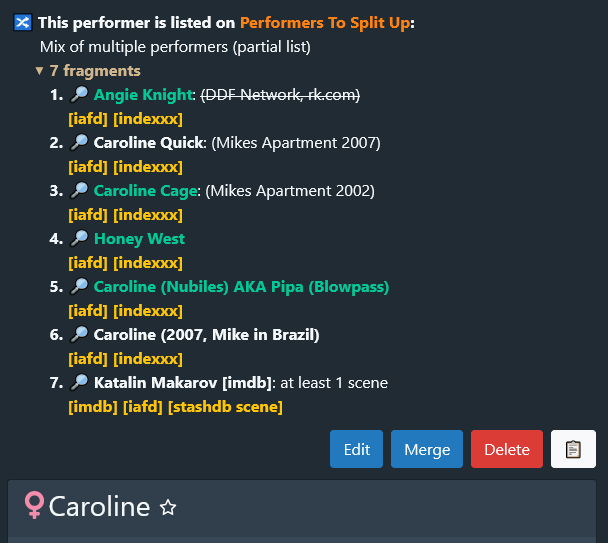 This performer is listed on Performers To Split Up:
Mix of multiple performers (partial list)
▼ 7 fragments
1. 🔎 Angie Knight: (DDF Network, rk.com)
[iafd] [indexxx]
2. 🔎 Caroline Quick: (Mikes Apartment 2007)
[iafd] [indexxx]
3. 🔎 Caroline Cage: (Mikes Apartment 2002)
[iafd] [indexxx]
4. 🔎 Honey West
[iafd] [indexxx]
5. 🔎 Caroline (Nubiles) AKA Pipa (Blowpass)
[iafd] [indexxx]
6. 🔎 Caroline (2007, Mike in Brazil)
[iafd] [indexxx]
7. 🔎 Katalin Makarov [imdb]: at least 1 scene
[imdb] [iafd] [stashdb scene]
Edit Merge Delete
Caroline